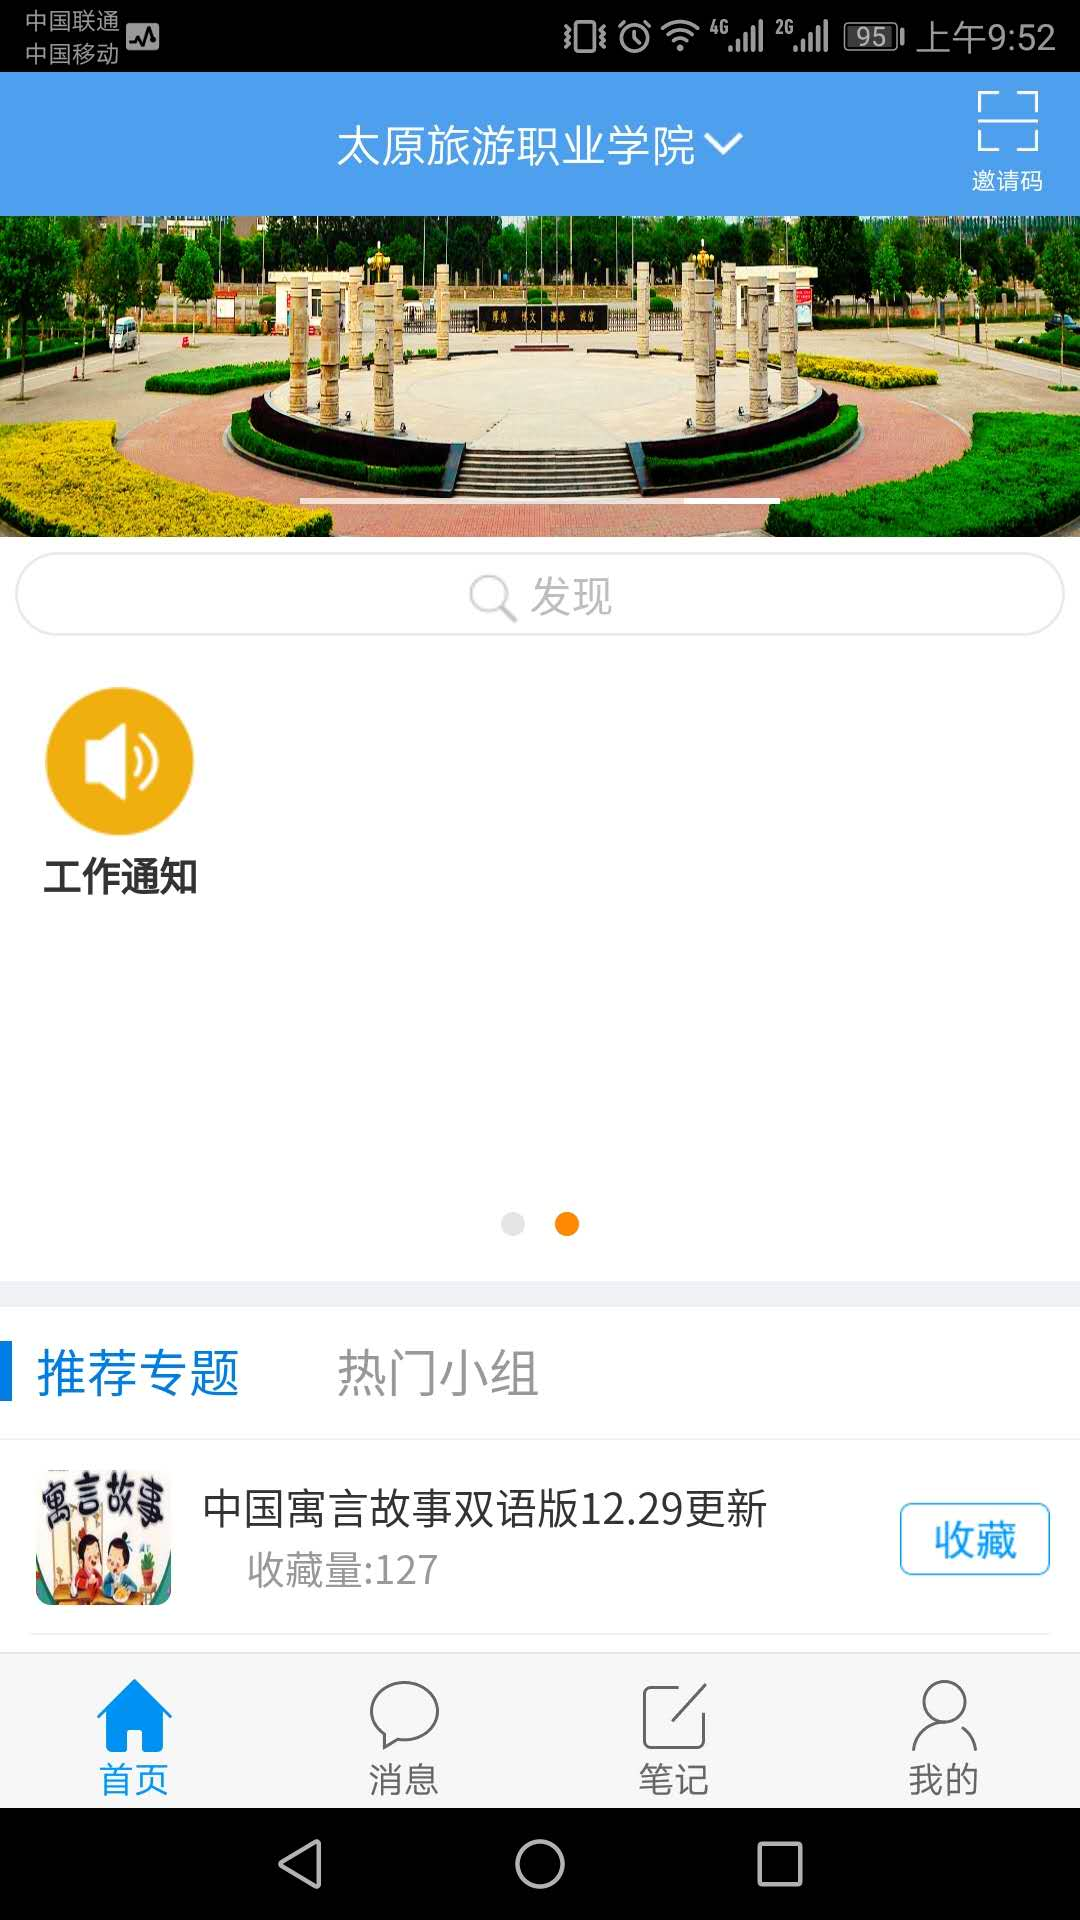 中国联通
中国移动
4G
2G
95
上午9:52
太原旅游职业学院
邀请码
发现
工作通知
推荐专题
热门小组
寓言故事
中国寓言故事双语版12.29更新
收藏量:127
收藏
首页
消息
笔记
我的